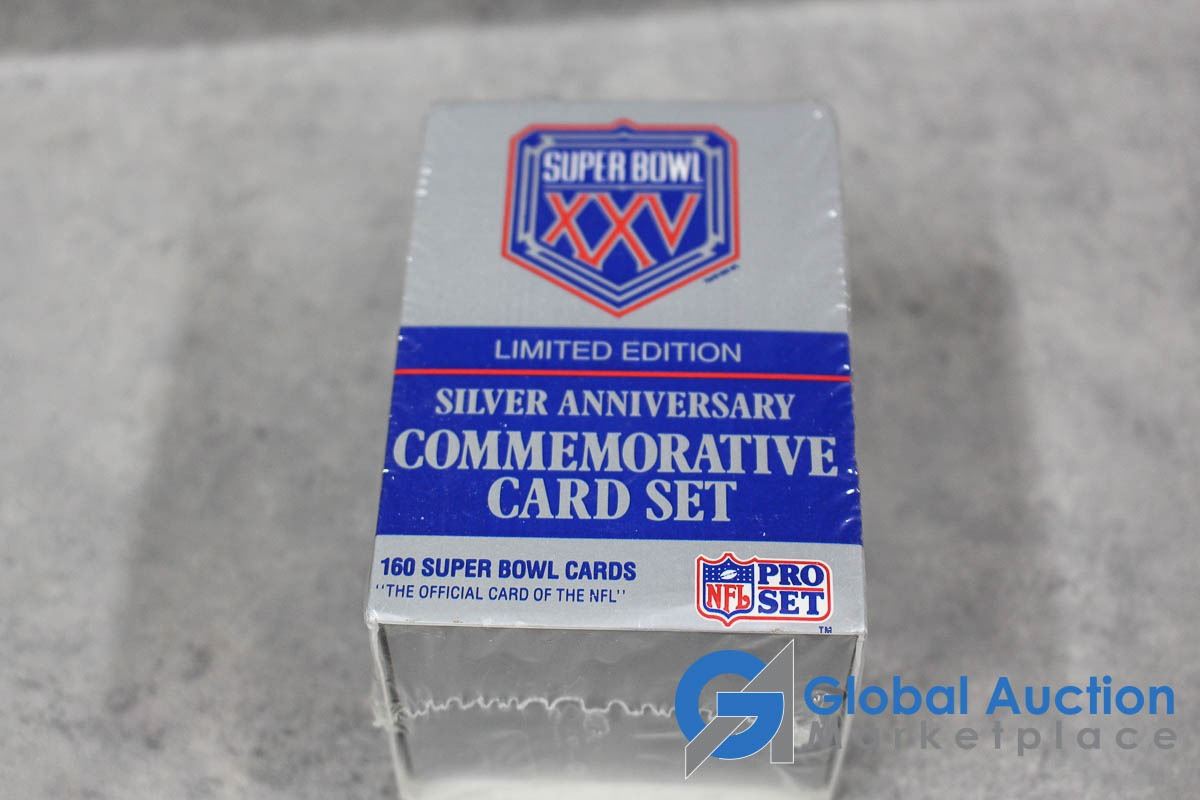 SUPER BOWL
XXV
LIMITED EDITION
SILVER ANNIVERSARY
COMMEMORATIVE
CARD SET
160 SUPER BOWL CARDS
"THE OFFICIAL CARD OF THE NFL"
NFL PRO SET
TM
Global Auction
Marketplace